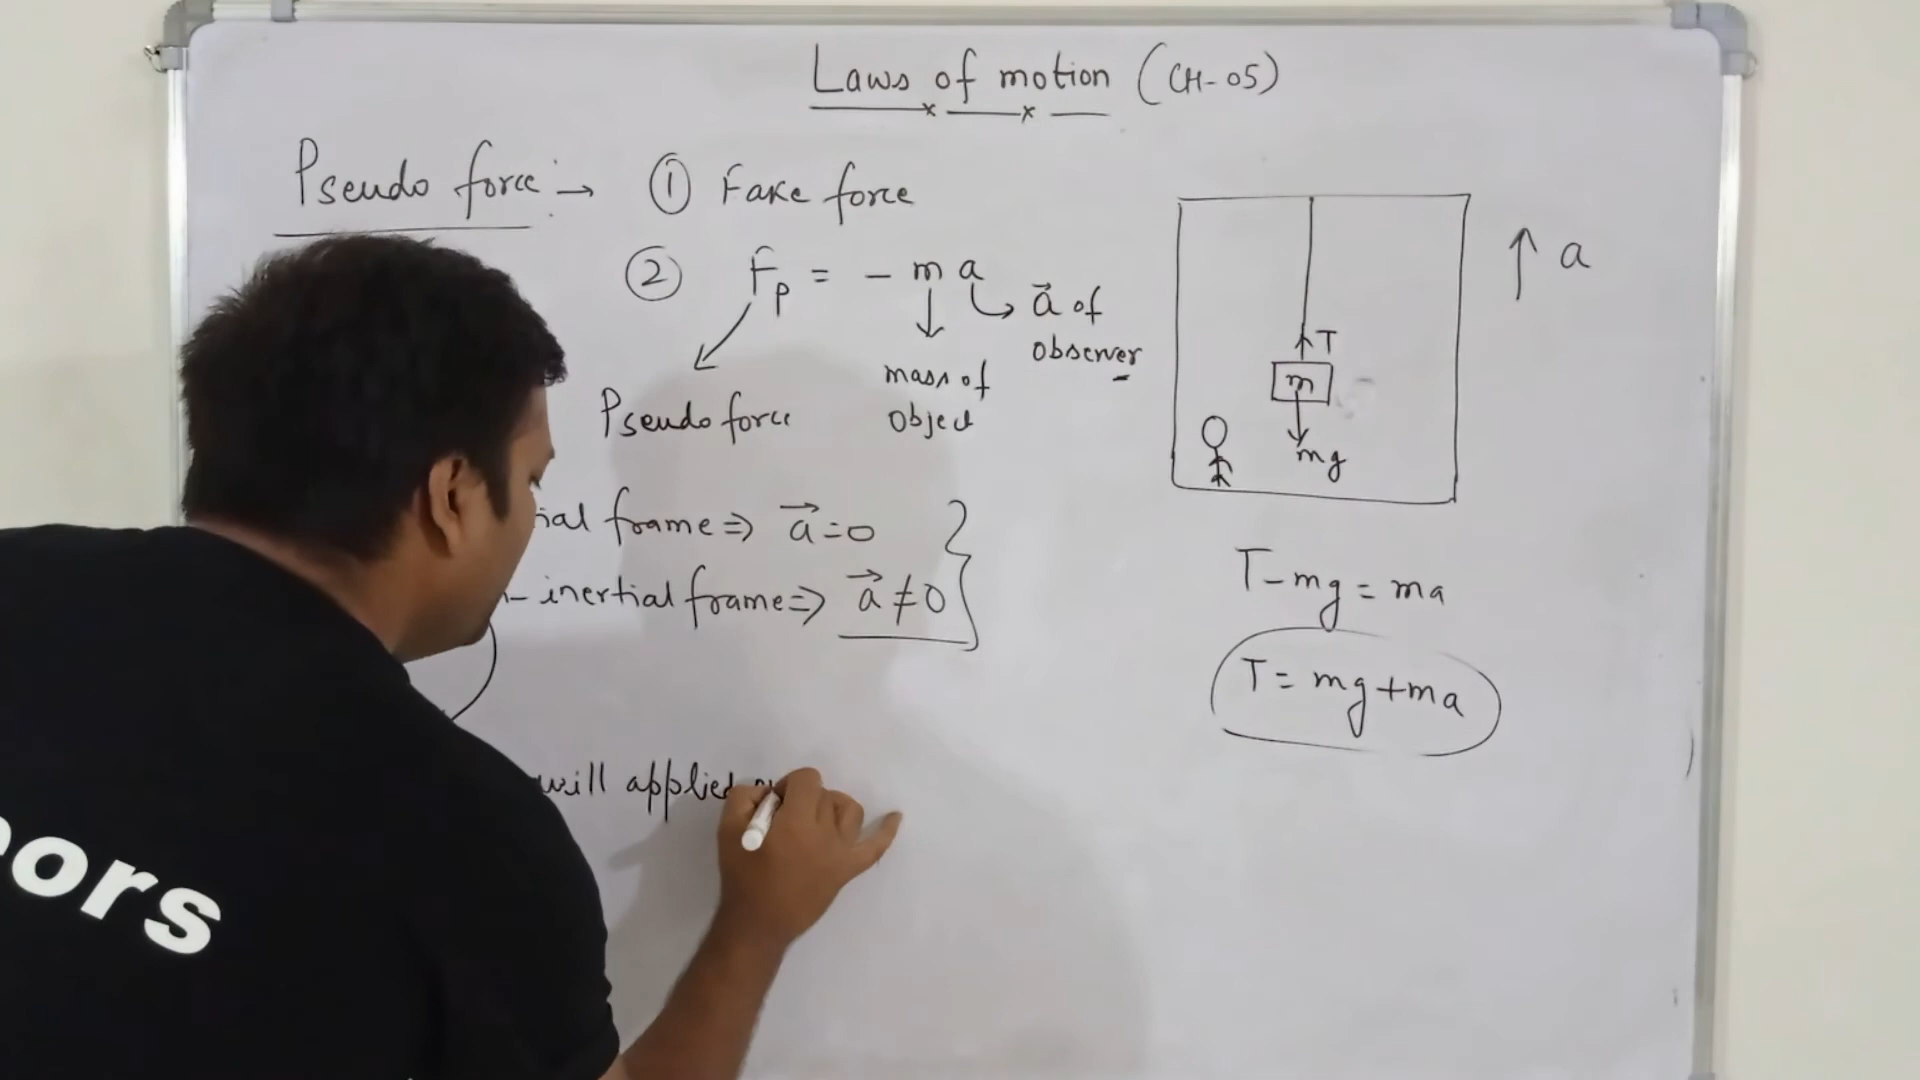 Laws of motion (CH-05)
Pseudo force :→ ① Fake force
② Fp = - m a
a⃗ of
observer
mass of
object
Pseudo force
ial frame ⇒ a⃗ = 0
- inertial frame ⇒ a⃗ ≠ 0
will applied
↑ a
T
m
mg
T - mg = ma
T = mg + ma
ors